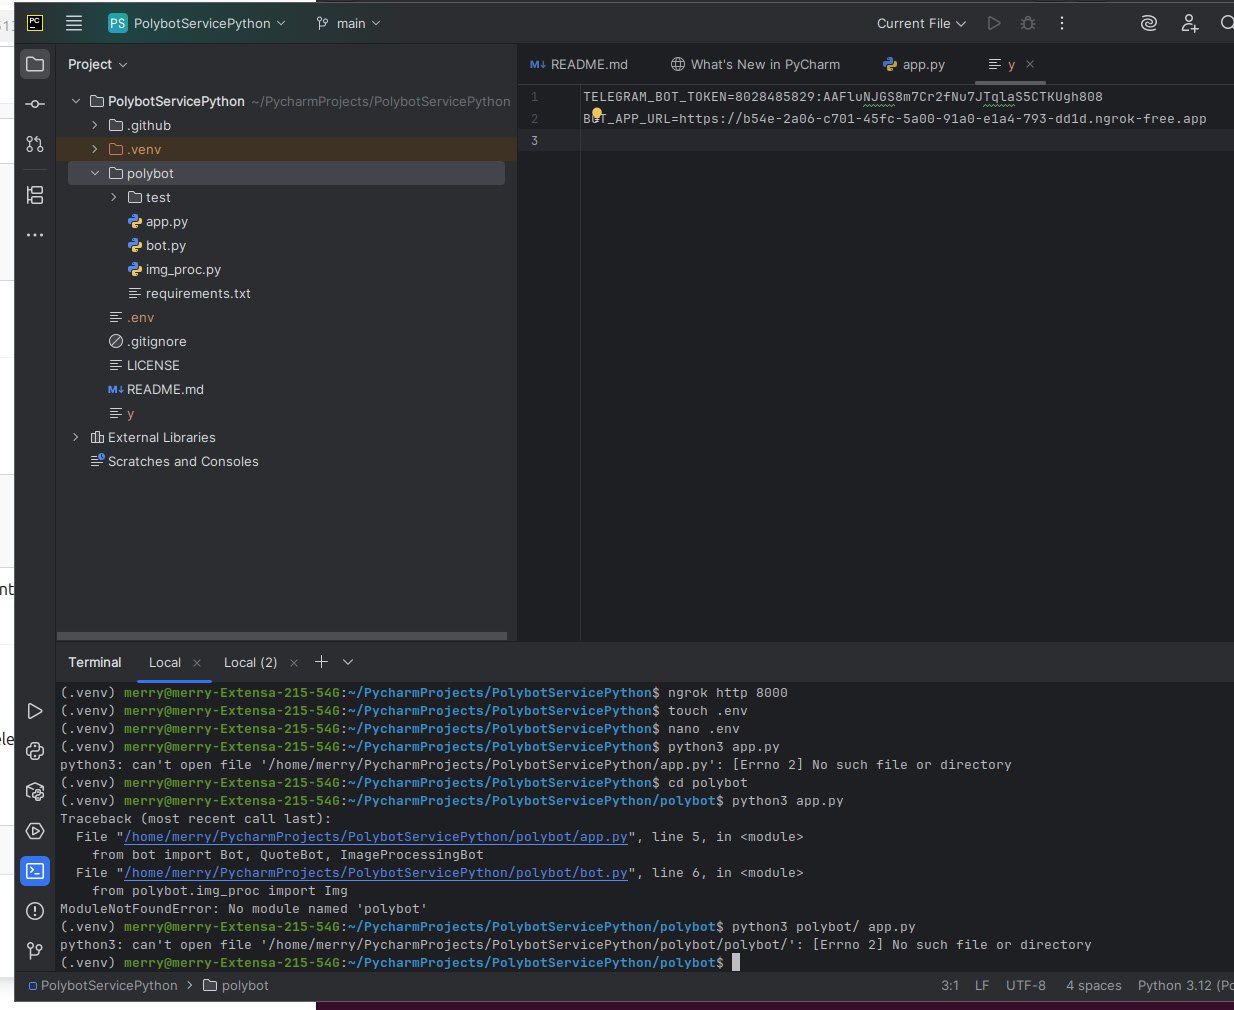 PC
PS PolybotServicePython
main
Current File
Project
README.md
What's New in PyCharm
app.py
y
PolybotServicePython ~/PycharmProjects/PolybotServicePython
.github
.venv
polybot
test
app.py
bot.py
img_proc.py
requirements.txt
.env
.gitignore
LICENSE
README.md
y
External Libraries
Scratches and Consoles
1 TELEGRAM_BOT_TOKEN=8028485829:AAFluNJGS8m7Cr2fNu7JTqlaS5CTKUgh808
2 BOT_APP_URL=https://b54e-2a06-c701-45fc-5a00-91a0-e1a4-793-dd1d.ngrok-free.app
3
Terminal
Local
Local (2)
(.venv) merry@merry-Extensa-215-54G:~/PycharmProjects/PolybotServicePython$ ngrok http 8000
(.venv) merry@merry-Extensa-215-54G:~/PycharmProjects/PolybotServicePython$ touch .env
(.venv) merry@merry-Extensa-215-54G:~/PycharmProjects/PolybotServicePython$ nano .env
(.venv) merry@merry-Extensa-215-54G:~/PycharmProjects/PolybotServicePython$ python3 app.py
python3: can't open file '/home/merry/PycharmProjects/PolybotServicePython/app.py': [Errno 2] No such file or directory
(.venv) merry@merry-Extensa-215-54G:~/PycharmProjects/PolybotServicePython$ cd polybot
(.venv) merry@merry-Extensa-215-54G:~/PycharmProjects/PolybotServicePython/polybot$ python3 app.py
Traceback (most recent call last):
File "/home/merry/PycharmProjects/PolybotServicePython/polybot/app.py", line 5, in <module>
from bot import Bot, QuoteBot, ImageProcessingBot
File "/home/merry/PycharmProjects/PolybotServicePython/polybot/bot.py", line 6, in <module>
from polybot.img_proc import Img
ModuleNotFoundError: No module named 'polybot'
(.venv) merry@merry-Extensa-215-54G:~/PycharmProjects/PolybotServicePython/polybot$ python3 polybot/ app.py
python3: can't open file '/home/merry/PycharmProjects/PolybotServicePython/polybot/polybot/': [Errno 2] No such file or directory
(.venv) merry@merry-Extensa-215-54G:~/PycharmProjects/PolybotServicePython/polybot$
PolybotServicePython > polybot
3:1 LF UTF-8 4 spaces Python 3.12 (Po